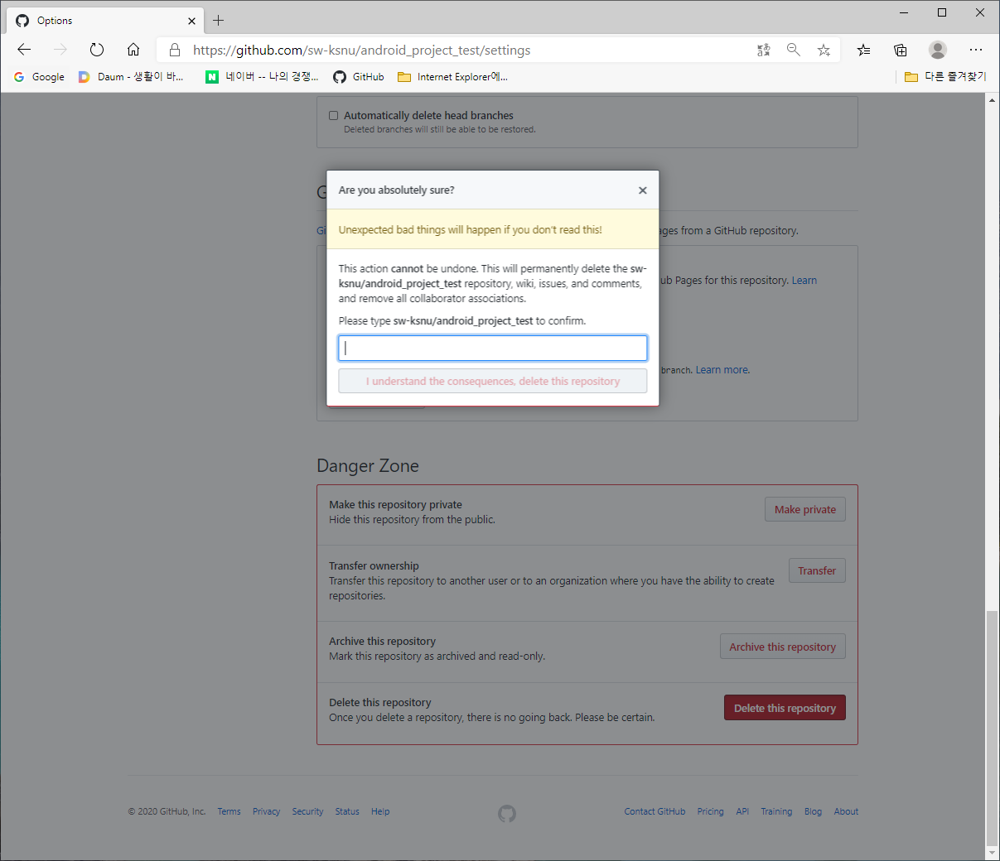 Options
https://github.com/sw-ksnu/android_project_test/settings
Google
Daum - 생활이 바...
네이버 -- 나의 경쟁...
GitHub
Internet Explorer에...
다른 즐겨찾기
Automatically delete head branches
Deleted branches will still be able to be restored.
Are you absolutely sure?
Unexpected bad things will happen if you don't read this!
ages from a GitHub repository.
This action cannot be undone. This will permanently delete the sw-
ksnu/android_project_test repository, wiki, issues, and comments,
and remove all collaborator associations.
ub Pages for this repository. Learn
Please type sw-ksnu/android_project_test to confirm.
branch. Learn more.
I understand the consequences, delete this repository
Danger Zone
Make this repository private
Hide this repository from the public.
Make private
Transfer ownership
Transfer this repository to another user or to an organization where you have the ability to create
repositories.
Transfer
Archive this repository
Mark this repository as archived and read-only.
Archive this repository
Delete this repository
Once you delete a repository, there is no going back. Please be certain.
Delete this repository
© 2020 GitHub, Inc. Terms Privacy Security Status Help
Contact GitHub Pricing API Training Blog About